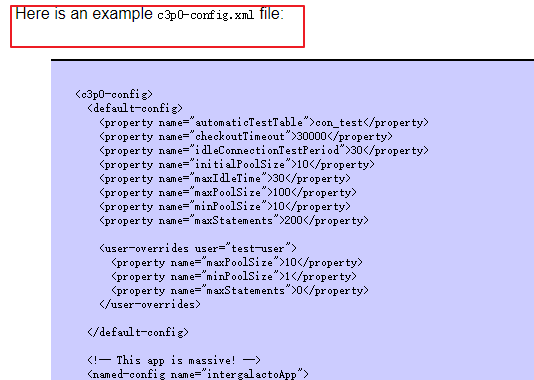 Here is an example c3p0-config.xml file:
<c3p0-config>
<default-config>
<property name="automaticTestTable">con_test</property>
<property name="checkoutTimeout">30000</property>
<property name="idleConnectionTestPeriod">30</property>
<property name="initialPoolSize">10</property>
<property name="maxIdleTime">30</property>
<property name="maxPoolSize">100</property>
<property name="minPoolSize">10</property>
<property name="maxStatements">200</property>
<user-overrides user="test-user">
<property name="maxPoolSize">10</property>
<property name="minPoolSize">1</property>
<property name="maxStatements">0</property>
</user-overrides>
</default-config>
<!-- This app is massive! -->
<named-config name="intergalactoApp">